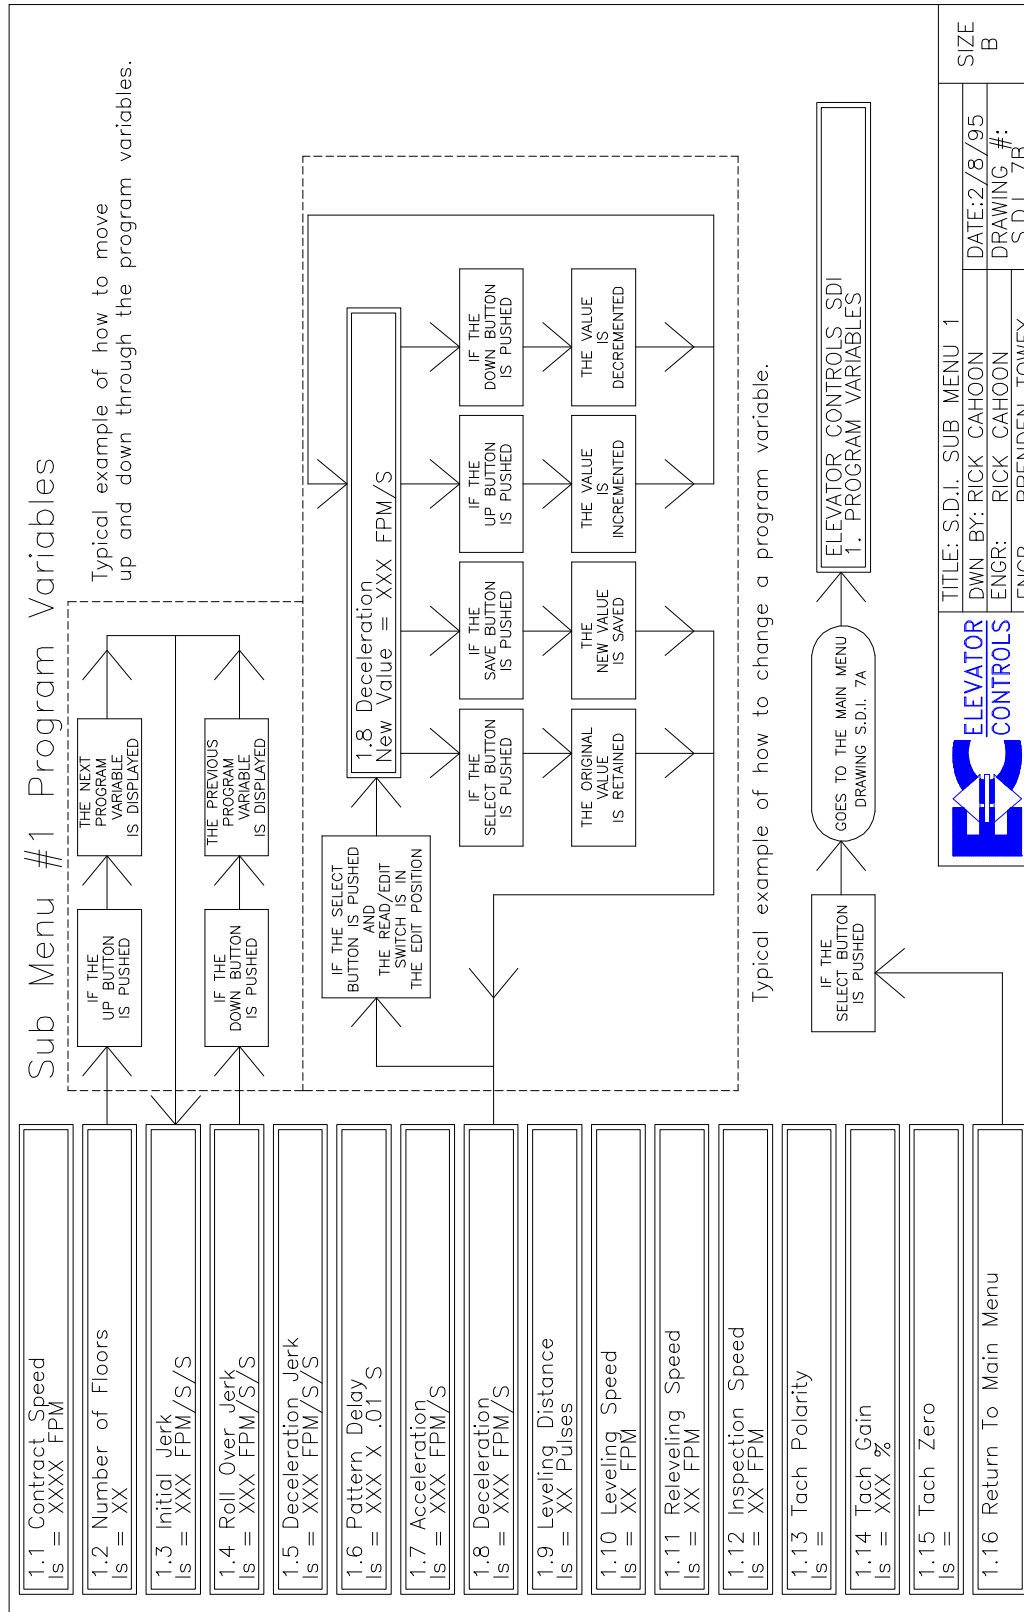 Sub Menu #1 Program Variables
1.1 Contract Speed
Is = XXXX FPM
1.2 Number of Floors
Is = XX
1.3 Initial Jerk
Is = XXX FPM/S/S
1.4 Roll Over Jerk
Is = XXX FPM/S/S
1.5 Deceleration Jerk
Is = XXX FPM/S/S
1.6 Pattern Delay
Is = XXX X .01 S
1.7 Acceleration
Is = XXX FPM/S
1.8 Deceleration
Is = XXX FPM/S
1.9 Leveling Distance
Is = XX Pulses
1.10 Leveling Speed
Is = XX FPM
1.11 Releveling Speed
Is = XX FPM
1.12 Inspection Speed
Is = XX FPM
1.13 Tach Polarity
Is =
1.14 Tach Gain
Is = XXX %
1.15 Tach Zero
Is =
1.16 Return To Main Menu
IF THE
UP BUTTON
IS PUSHED
THE NEXT
PROGRAM
VARIABLE
IS DISPLAYED
IF THE
DOWN BUTTON
IS PUSHED
THE PREVIOUS
PROGRAM
VARIABLE
IS DISPLAYED
Typical example of how to move
up and down through the program variables.
IF THE SELECT
BUTTON IS PUSHED
AND
THE READ/EDIT
SWITCH IS IN
THE EDIT POSITION
1.8 Deceleration
New Value = XXX FPM/S
IF THE
SELECT BUTTON
IS PUSHED
THE ORIGINAL
VALUE
IS RETAINED
IF THE
SAVE BUTTON
IS PUSHED
THE
NEW VALUE
IS SAVED
IF THE
UP BUTTON
IS PUSHED
THE VALUE
IS
INCREMENTED
IF THE
DOWN BUTTON
IS PUSHED
THE VALUE
IS
DECREMENTED
Typical example of how to change a program variable.
IF THE
SELECT BUTTON
IS PUSHED
GOES TO THE MAIN MENU
DRAWING S.D.I. 7A
ELEVATOR CONTROLS SDI
1. PROGRAM VARIABLES
EC
ELEVATOR
CONTROLS
TITLE: S.D.I. SUB MENU 1
DWN BY: RICK CAHOON
DATE:2/8/95
ENGR: RICK CAHOON
DRAWING #:
S.D.I. 7B
ENGR BRENDEN TOWEY
SIZE
B